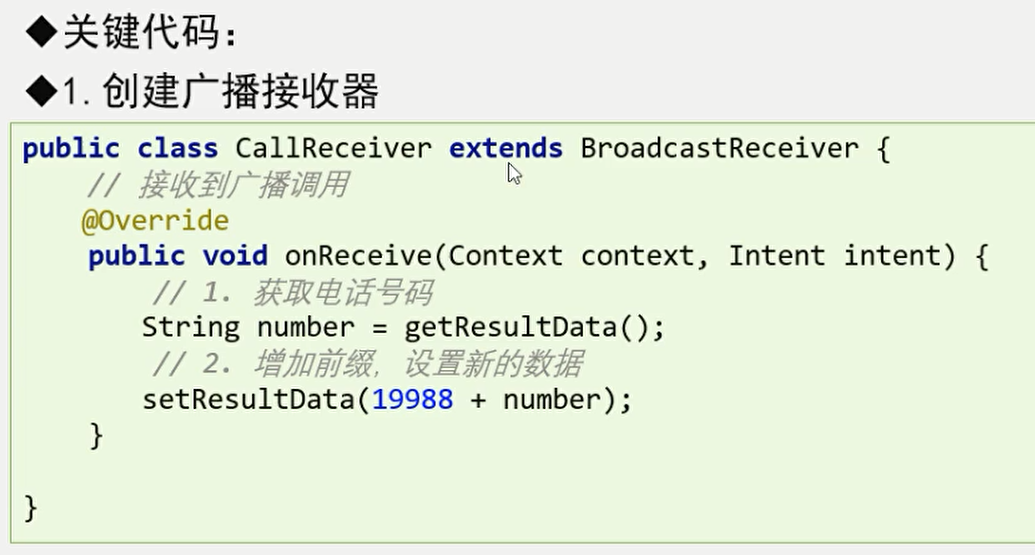 ◆关键代码：
◆1.创建广播接收器
public class CallReceiver extends BroadcastReceiver {
// 接收到广播调用
@Override
public void onReceive(Context context, Intent intent) {
// 1. 获取电话号码
String number = getResultData();
// 2. 增加前缀，设置新的数据
setResultData(19988 + number);
}
}